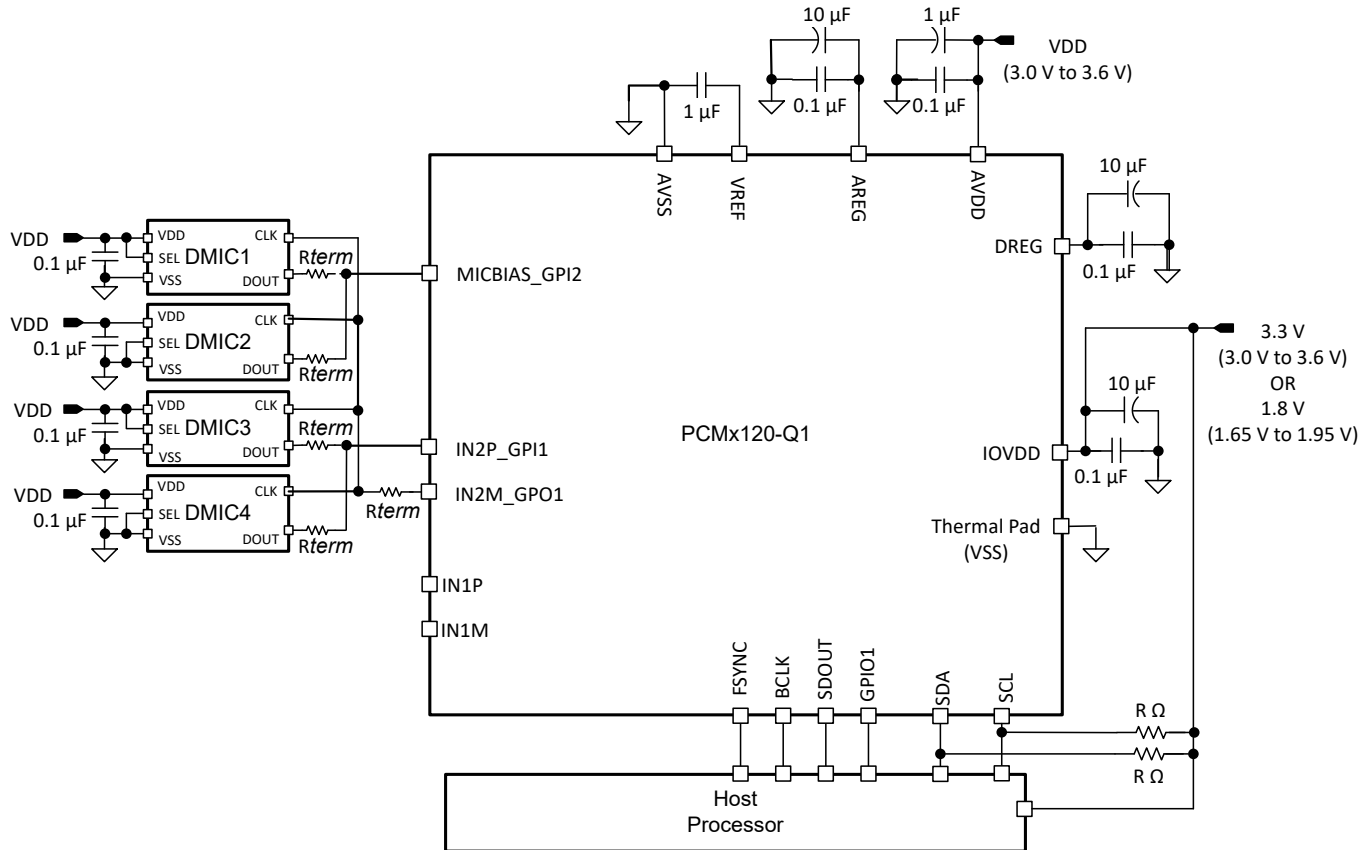 10 µF
1 µF
VDD
(3.0 V to 3.6 V)
0.1 µF
0.1 µF
1 µF
AVSS
VREF
AREG
AVDD
10 µF
DREG
0.1 µF
VDD
0.1 µF
VDD
SEL
VSS
DMIC1
CLK
DOUT
Rterm
MICBIAS_GPI2
VDD
0.1 µF
VDD
SEL
VSS
DMIC2
CLK
DOUT
Rterm
VDD
0.1 µF
VDD
SEL
VSS
DMIC3
CLK
DOUT
Rterm
IN2P_GPI1
VDD
0.1 µF
VDD
SEL
VSS
DMIC4
CLK
DOUT
Rterm
Rterm
IN2M_GPO1
PCMx120-Q1
3.3 V
(3.0 V to 3.6 V)
OR
1.8 V
(1.65 V to 1.95 V)
10 µF
IOVDD
0.1 µF
Thermal Pad
(VSS)
IN1P
IN1M
FSYNC
BCLK
SDOUT
GPIO1
SDA
SCL
R Ω
R Ω
Host
Processor